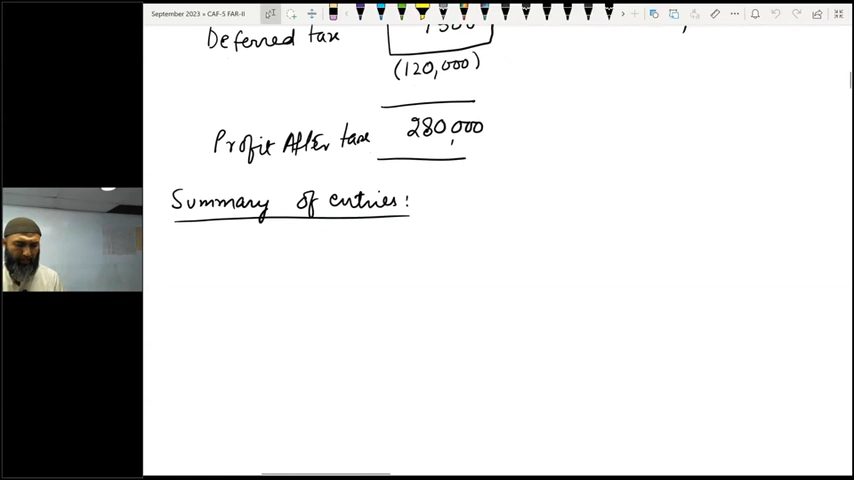 September 2023 » CAF-5 FAR-II
Deferred tax
(120,000)
Profit After tax 280,000
Summary of entries: